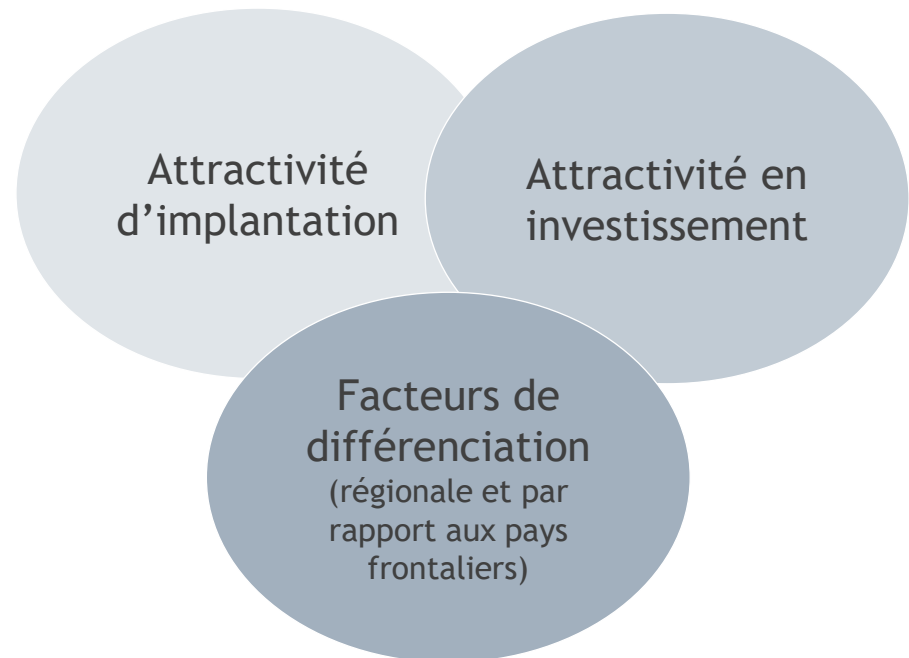 Attractivité
d’implantation
Attractivité en
investissement
Facteurs de
différenciation
(régionale et par
rapport aux pays
frontaliers)